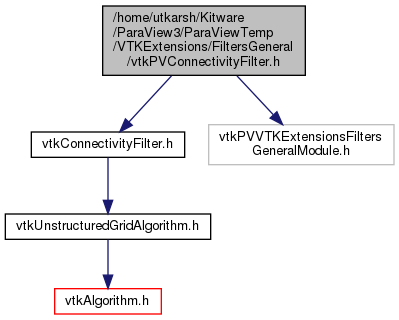 /home/utkarsh/Kitware
/ParaView3/ParaViewTemp
/VTKExtensions/FiltersGeneral
/vtkPVConnectivityFilter.h
vtkConnectivityFilter.h
vtkPVVTKExtensionsFilters
GeneralModule.h
vtkUnstructuredGridAlgorithm.h
vtkAlgorithm.h